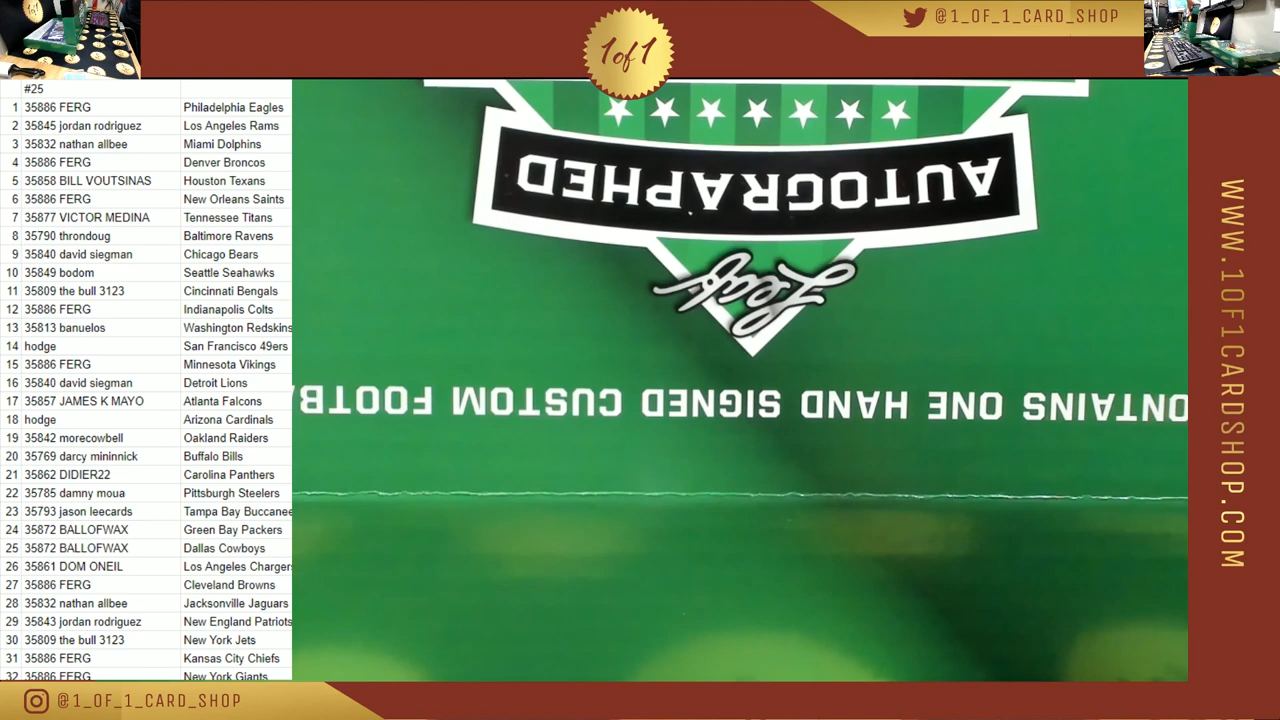 1of1
@1_OF_1_CARD_SHOP
#25
1 35886 FERG Philadelphia Eagles
2 35845 jordan rodriguez Los Angeles Rams
3 35832 nathan allbee Miami Dolphins
4 35886 FERG Denver Broncos
5 35858 BILL VOUTSINAS Houston Texans
6 35886 FERG New Orleans Saints
7 35877 VICTOR MEDINA Tennessee Titans
8 35790 throndoug Baltimore Ravens
9 35840 david siegman Chicago Bears
10 35849 bodom Seattle Seahawks
11 35809 the bull 3123 Cincinnati Bengals
12 35886 FERG Indianapolis Colts
13 35813 banuelos Washington Redskins
14 hodge San Francisco 49ers
15 35886 FERG Minnesota Vikings
16 35840 david siegman Detroit Lions
17 35857 JAMES K MAYO Atlanta Falcons
18 hodge Arizona Cardinals
19 35842 morecowbell Oakland Raiders
20 35769 darcy mininnick Buffalo Bills
21 35862 DIDIER22 Carolina Panthers
22 35785 damny moua Pittsburgh Steelers
23 35793 jason leecards Tampa Bay Buccanee
24 35872 BALLOFWAX Green Bay Packers
25 35872 BALLOFWAX Dallas Cowboys
26 35861 DOM ONEIL Los Angeles Chargers
27 35886 FERG Cleveland Browns
28 35832 nathan allbee Jacksonville Jaguars
29 35843 jordan rodriguez New England Patriots
30 35809 the bull 3123 New York Jets
31 35886 FERG Kansas City Chiefs
32 35886 FERG New York Giants
ONTAINS ONE HAND SIGNED CUSTOM FOOTBA
Leaf
AUTOGRAPHED
WWW.1OF1CARDSHOP.COM
@1_OF_1_CARD_SHOP